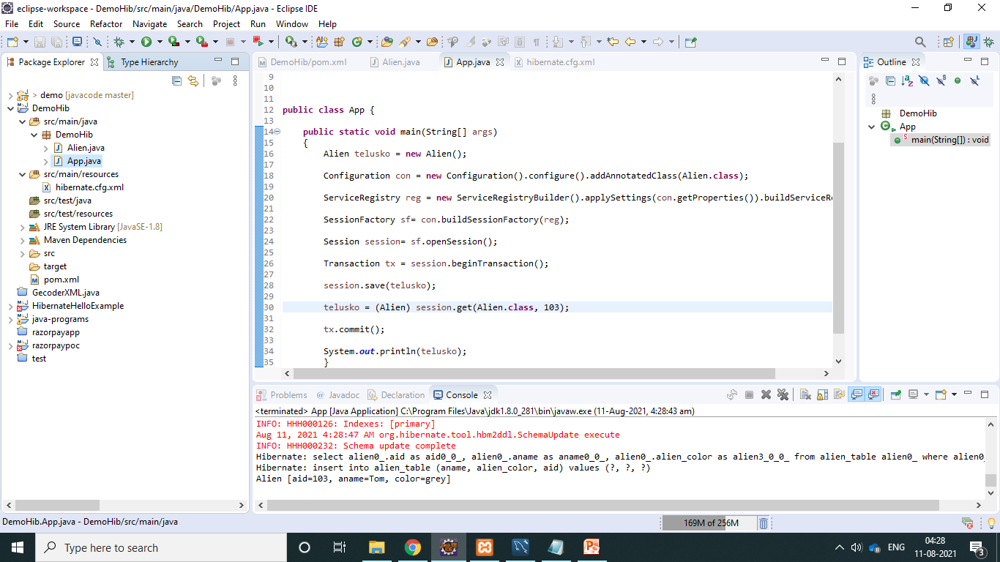 eclipse-workspace - DemoHib/src/main/java/DemoHib/App.java - Eclipse IDE
File Edit Source Refactor Navigate Search Project Run Window Help
Package Explorer
Type Hierarchy
> demo [javacode master]
DemoHib
src/main/java
DemoHib
Alien.java
App.java
src/main/resources
hibernate.cfg.xml
src/test/java
src/test/resources
JRE System Library [JavaSE-1.8]
Maven Dependencies
src
target
pom.xml
GecoderXML.java
HibernateHelloExample
java-programs
razorpayapp
razorpaypoc
test
DemoHib/pom.xml Alien.java App.java hibernate.cfg.xml
9
10
11
12 public class App {
13
14 public static void main(String[] args)
15 {
16 Alien telusko = new Alien();
17
18 Configuration con = new Configuration().configure().addAnnotatedClass(Alien.class);
19
20 ServiceRegistry reg = new ServiceRegistryBuilder().applySettings(con.getProperties()).buildServiceR
21
22 SessionFactory sf= con.buildSessionFactory(reg);
23
24 Session session= sf.openSession();
25
26 Transaction tx = session.beginTransaction();
27
28 session.save(telusko);
29
30 telusko = (Alien) session.get(Alien.class, 103);
31
32 tx.commit();
33
34 System.out.println(telusko);
35 }
Outline
DemoHib
App
main(String[]) : void
Problems Javadoc Declaration Console
<terminated> App [Java Application] C:\Program Files\Java\jdk1.8.0_281\bin\javaw.exe (11-Aug-2021, 4:28:43 am)
INFO: HHH000126: Indexes: [primary]
Aug 11, 2021 4:28:47 AM org.hibernate.tool.hbm2ddl.SchemaUpdate execute
INFO: HHH000232: Schema update complete
Hibernate: select alien0_.aid as aid0_0_, alien0_.aname as aname0_0_, alien0_.alien_color as alien3_0_0_ from alien_table alien0_ where alien0_
Hibernate: insert into alien_table (aname, alien_color, aid) values (?, ?, ?)
Alien [aid=103, aname=Tom, color=grey]
DemoHib.App.java - DemoHib/src/main/java
169M of 256M
Type here to search
ENG
04:28
11-08-2021
3